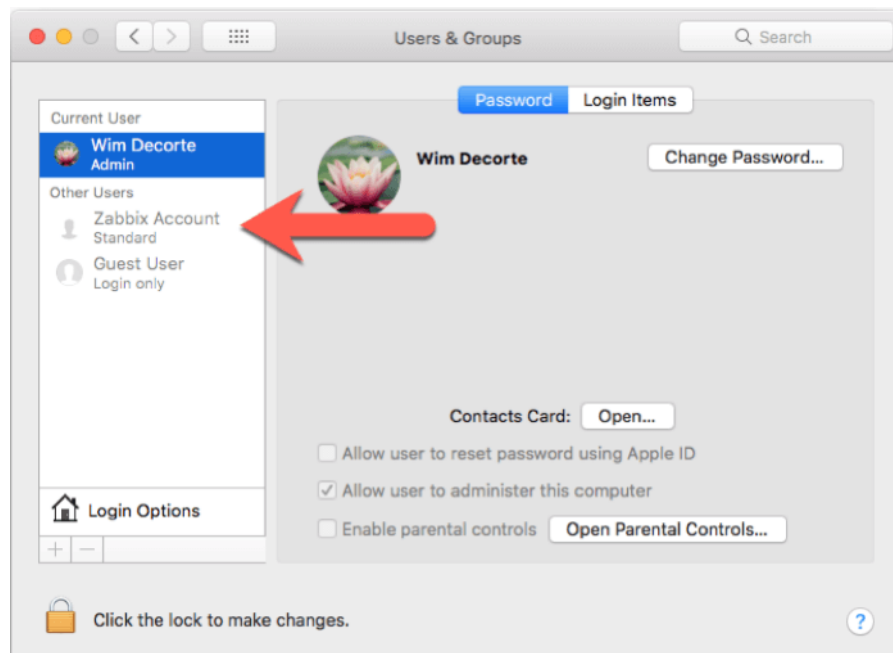 Users & Groups
Search
Password
Login Items
Current User
Wim Decorte
Admin
Other Users
Zabbix Account
Standard
Guest User
Login only
Login Options
+ −
Wim Decorte
Change Password...
Contacts Card:
Open...
Allow user to reset password using Apple ID
Allow user to administer this computer
Enable parental controls
Open Parental Controls...
Click the lock to make changes.
?